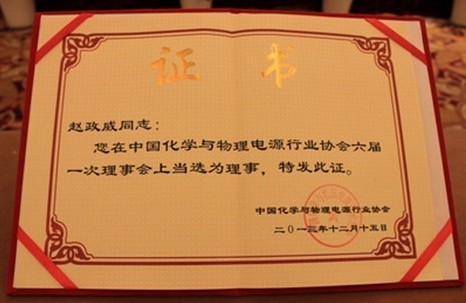 证 书
赵政威同志：
您在中国化学与物理电源行业协会六届
一次理事会上当选为理事，特发此证。
中国化学与物理电源行业协会
二〇一三年十二月十五日